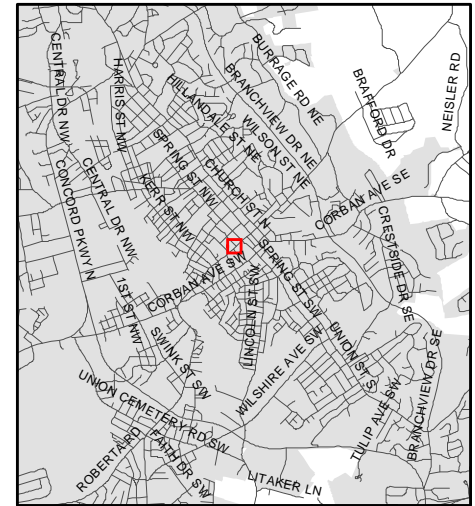 CENTRAL DR NW
HARRIS ST NW
BURRAGE RD NE
BRANCHVIEW DR NE
HILLANDALE ST NE
WILSON ST NE
BRAFFORD DR
NEISLER RD
CONCORD PKWY N
CENTRAL DR NW
SPRING ST NW
CHURCH ST N
KERR ST NW
CORBAN AVE SE
CRESTSIDE DR SE
SPRING ST SW
CORBAN AVE SW
LINCOLN ST SW
1ST ST NW
SWINK ST SW
WILSHIRE AVE SW
UNION ST S
BRANCHVIEW DR SE
TULIP AVE SW
UNION CEMETERY RD SW
ROBERTA RD
FAITH DR SW
LITAKER LN